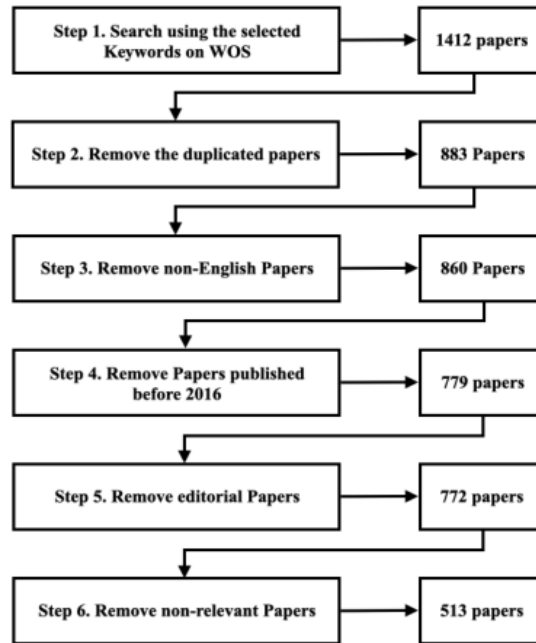 Step 1. Search using the selected
Keywords on WOS
1412 papers
Step 2. Remove the duplicated papers
883 Papers
Step 3. Remove non-English Papers
860 Papers
Step 4. Remove Papers published
before 2016
779 papers
Step 5. Remove editorial Papers
772 papers
Step 6. Remove non-relevant Papers
513 papers